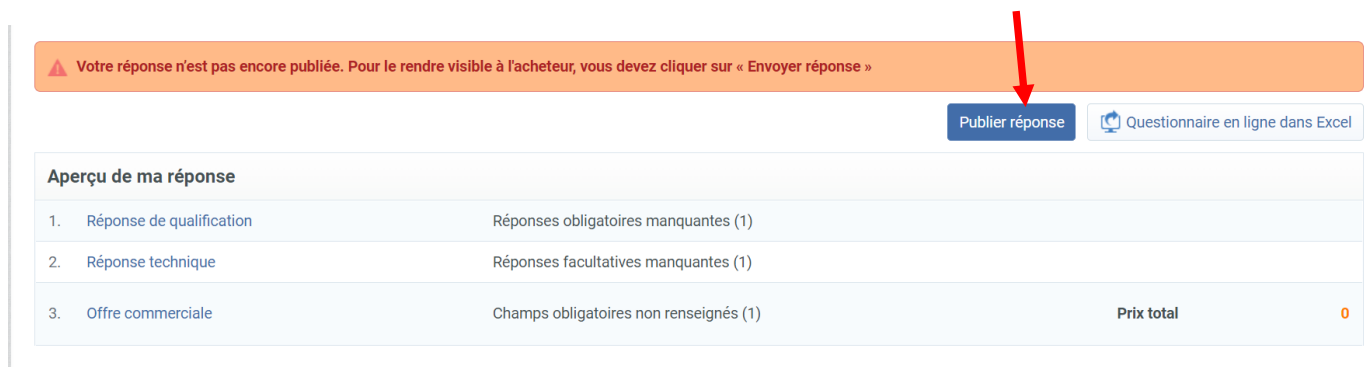 Votre réponse n'est pas encore publiée. Pour le rendre visible à l'acheteur, vous devez cliquer sur « Envoyer réponse »
Publier réponse Questionnaire en ligne dans Excel
Aperçu de ma réponse
1. Réponse de qualification Réponses obligatoires manquantes (1)
2. Réponse technique Réponses facultatives manquantes (1)
3. Offre commerciale Champs obligatoires non renseignés (1) Prix total 0